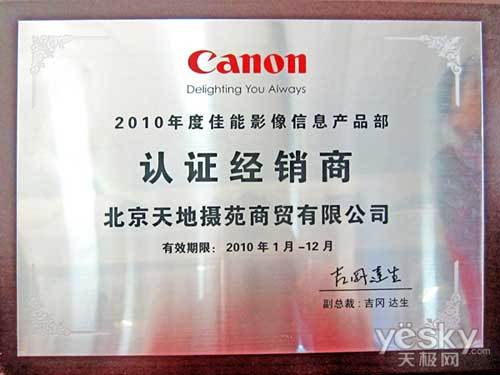 Canon
Delighting You Always
2010年度佳能影像信息产品部
认证经销商
北京天地摄苑商贸有限公司
有效期限: 2010年1月-12月
吉冈达生
副总裁:吉冈 达生
yesky.com
天极网